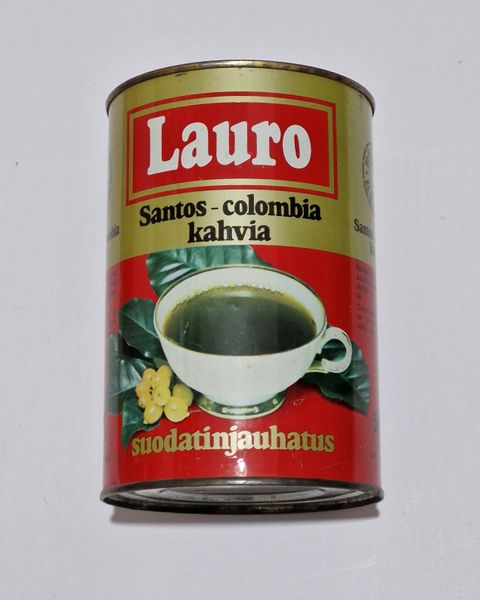 Lauro
Santos - colombia
kahvia
suodatinjauhatus